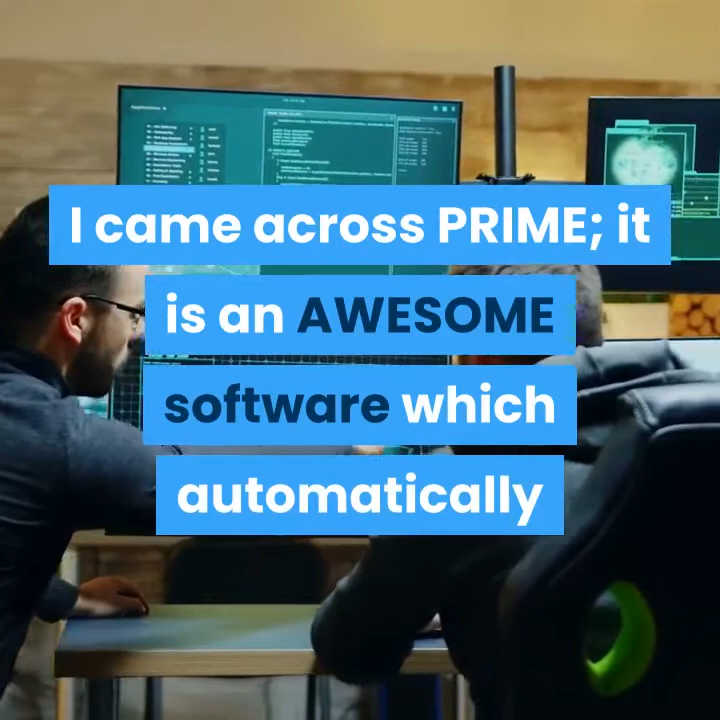 I came across PRIME; it
is an AWESOME
software which
automatically